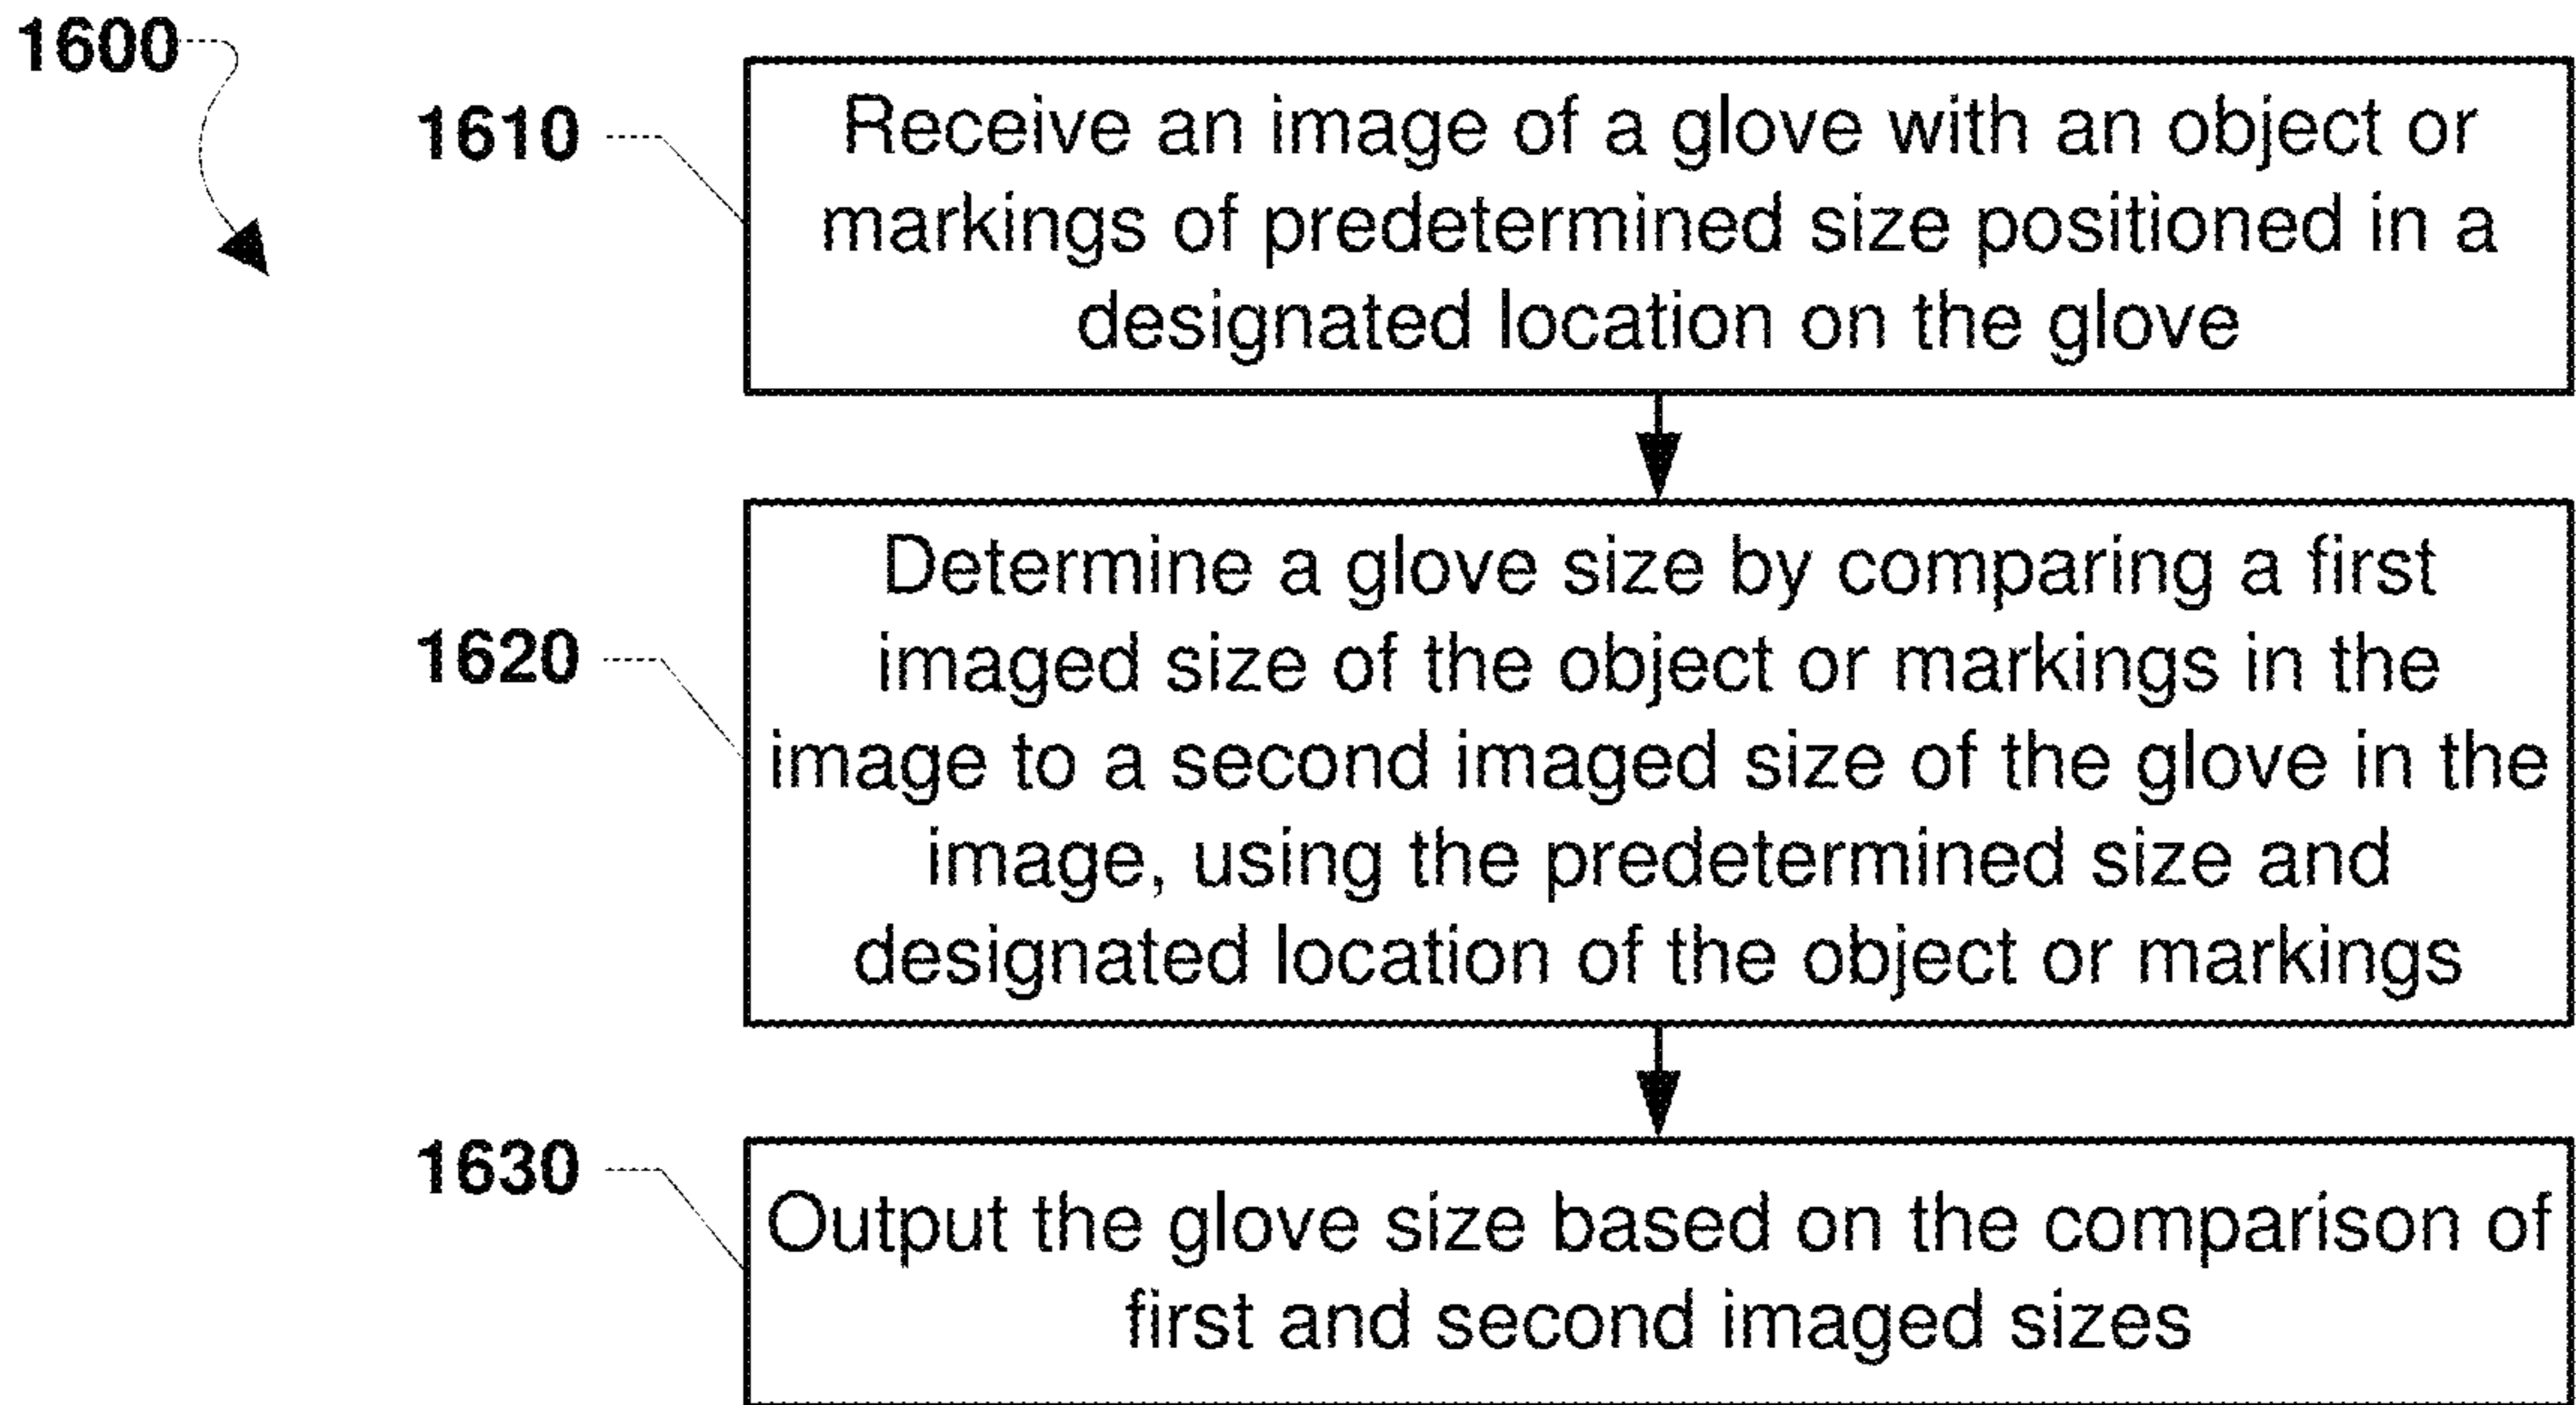 1600
1610
Receive an image of a glove with an object or
markings of predetermined size positioned in a
designated location on the glove
1620
Determine a glove size by comparing a first
imaged size of the object or markings in the
image to a second imaged size of the glove in the
image, using the predetermined size and
designated location of the object or markings
1630
Output the glove size based on the comparison of
first and second imaged sizes